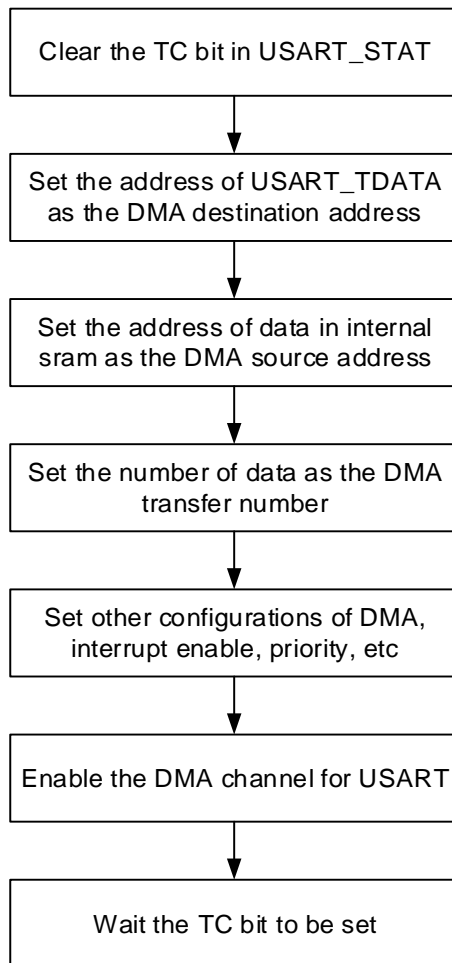 Clear the TC bit in USART_STAT
Set the address of USART_TDATA
as the DMA destination address
Set the address of data in internal
sram as the DMA source address
Set the number of data as the DMA
transfer number
Set other configurations of DMA,
interrupt enable, priority, etc
Enable the DMA channel for USART
Wait the TC bit to be set